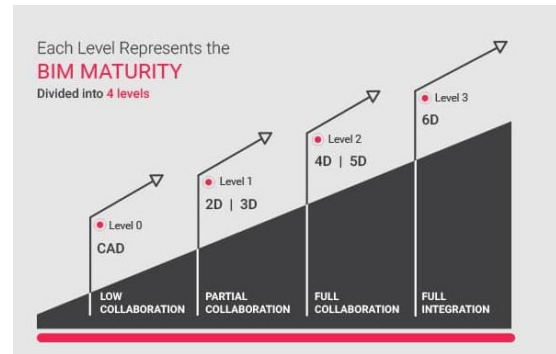 Each Level Represents the
BIM MATURITY
Divided into 4 levels
Level 0
CAD
LOW
COLLABORATION
Level 1
2D | 3D
PARTIAL
COLLABORATION
Level 2
4D | 5D
FULL
COLLABORATION
Level 3
6D
FULL
INTEGRATION